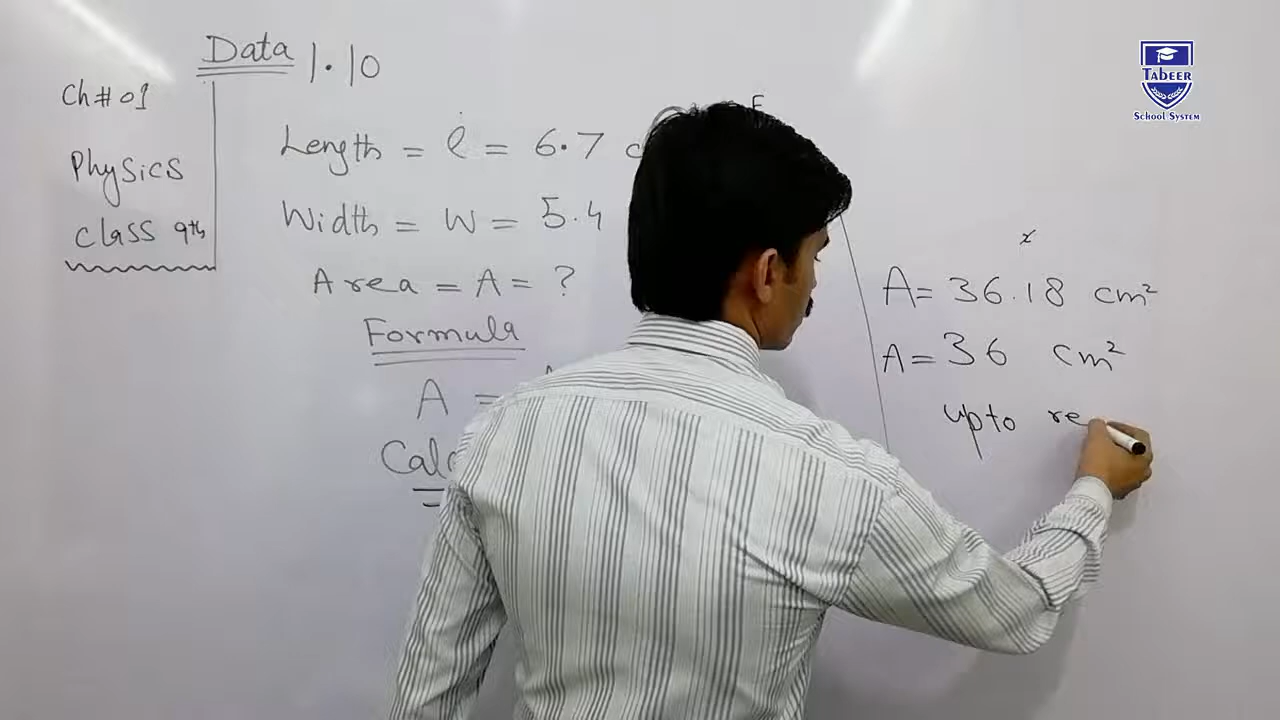 Data 1.10
Ch# 01
Physics
class 9th
Length = l = 6.7
Width = W = 5.4
Area = A = ?
Formula
A =
Calc
A = 36.18 cm²
A = 36 cm²
upto re
TABEER
School System